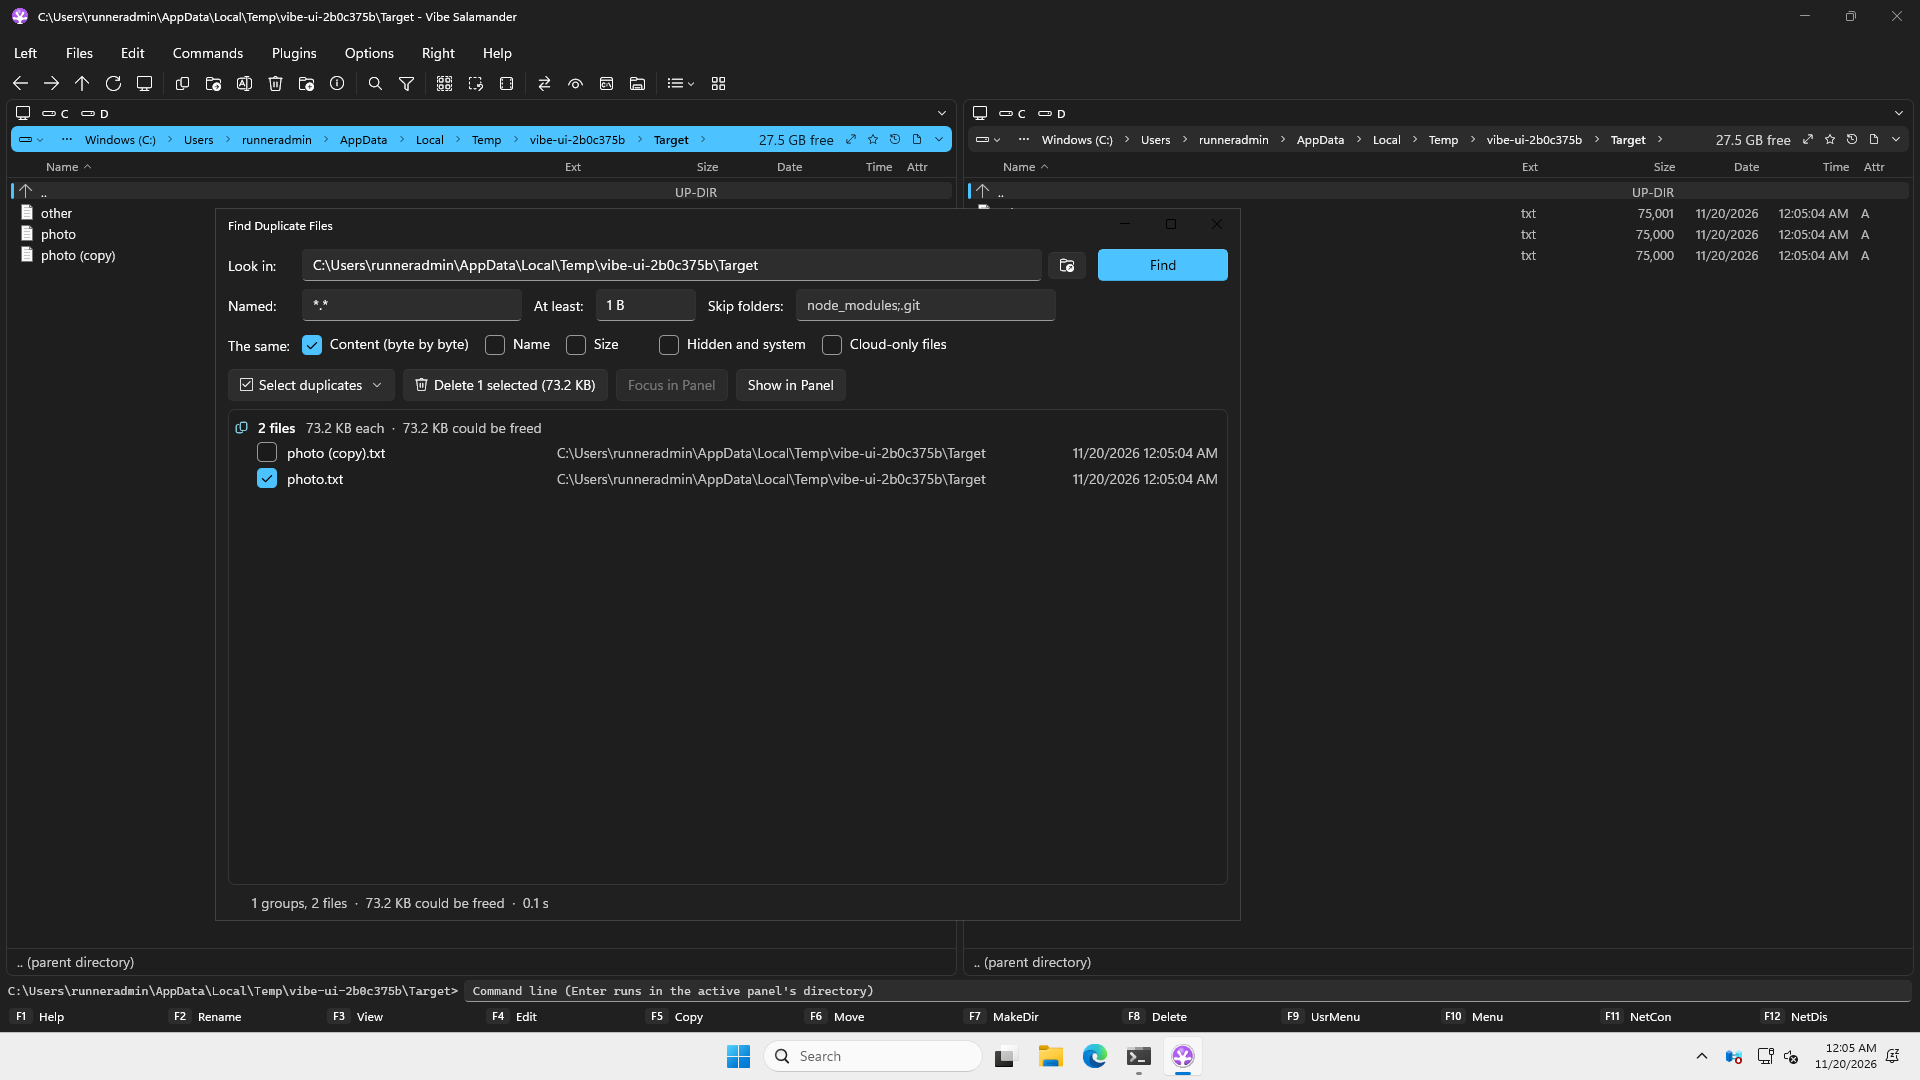 C:\Users\runneradmin\AppData\Local\Temp\vibe-ui-2b0c375b\Target - Vibe Salamander
Left Files Edit Commands Plugins Options Right Help
C D
Windows (C:) Users runneradmin AppData Local Temp vibe-ui-2b0c375b Target 27.5 GB free
Name Ext Size Date Time Attr
.. UP-DIR
other
photo
photo (copy)
C D
Windows (C:) Users runneradmin AppData Local Temp vibe-ui-2b0c375b Target 27.5 GB free
Name Ext Size Date Time Attr
.. UP-DIR
txt 75,001 11/20/2026 12:05:04 AM A
txt 75,000 11/20/2026 12:05:04 AM A
txt 75,000 11/20/2026 12:05:04 AM A
Find Duplicate Files
Look in: C:\Users\runneradmin\AppData\Local\Temp\vibe-ui-2b0c375b\Target Find
Named: *.* At least: 1 B Skip folders: node_modules;.git
The same: Content (byte by byte) Name Size Hidden and system Cloud-only files
Select duplicates Delete 1 selected (73.2 KB) Focus in Panel Show in Panel
2 files 73.2 KB each · 73.2 KB could be freed
photo (copy).txt C:\Users\runneradmin\AppData\Local\Temp\vibe-ui-2b0c375b\Target 11/20/2026 12:05:04 AM
photo.txt C:\Users\runneradmin\AppData\Local\Temp\vibe-ui-2b0c375b\Target 11/20/2026 12:05:04 AM
1 groups, 2 files · 73.2 KB could be freed · 0.1 s
.. (parent directory)
.. (parent directory)
C:\Users\runneradmin\AppData\Local\Temp\vibe-ui-2b0c375b\Target> Command line (Enter runs in the active panel's directory)
F1 Help F2 Rename F3 View F4 Edit F5 Copy F6 Move F7 MakeDir F8 Delete F9 UsrMenu F10 Menu F11 NetCon F12 NetDis
Search
12:05 AM
11/20/2026